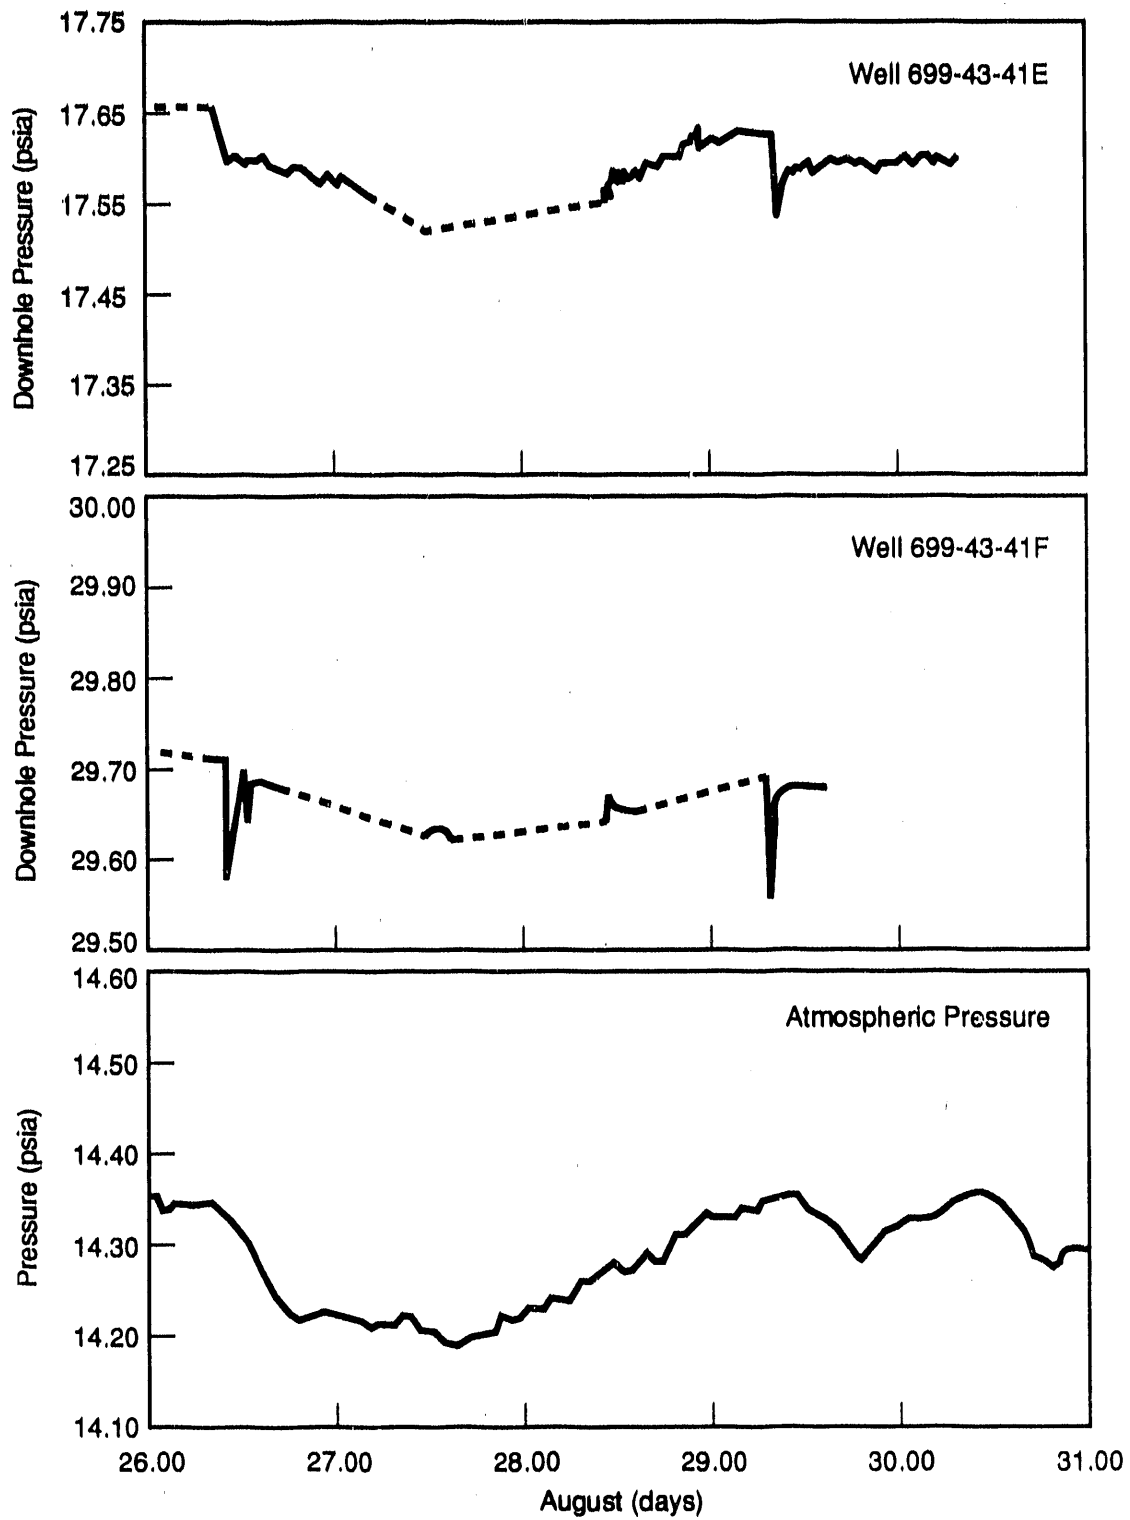 17.75
Well 699-43-41E
17.65
17.55
17.45
17.35
17.25
Downhole Pressure (psia)
30.00
Well 699-43-41F
29.90
29.80
29.70
29.60
29.50
Downhole Pressure (psia)
14.60
Atmospheric Pressure
14.50
14.40
14.30
14.20
14.10
Pressure (psia)
26.00 27.00 28.00 29.00 30.00 31.00
August (days)